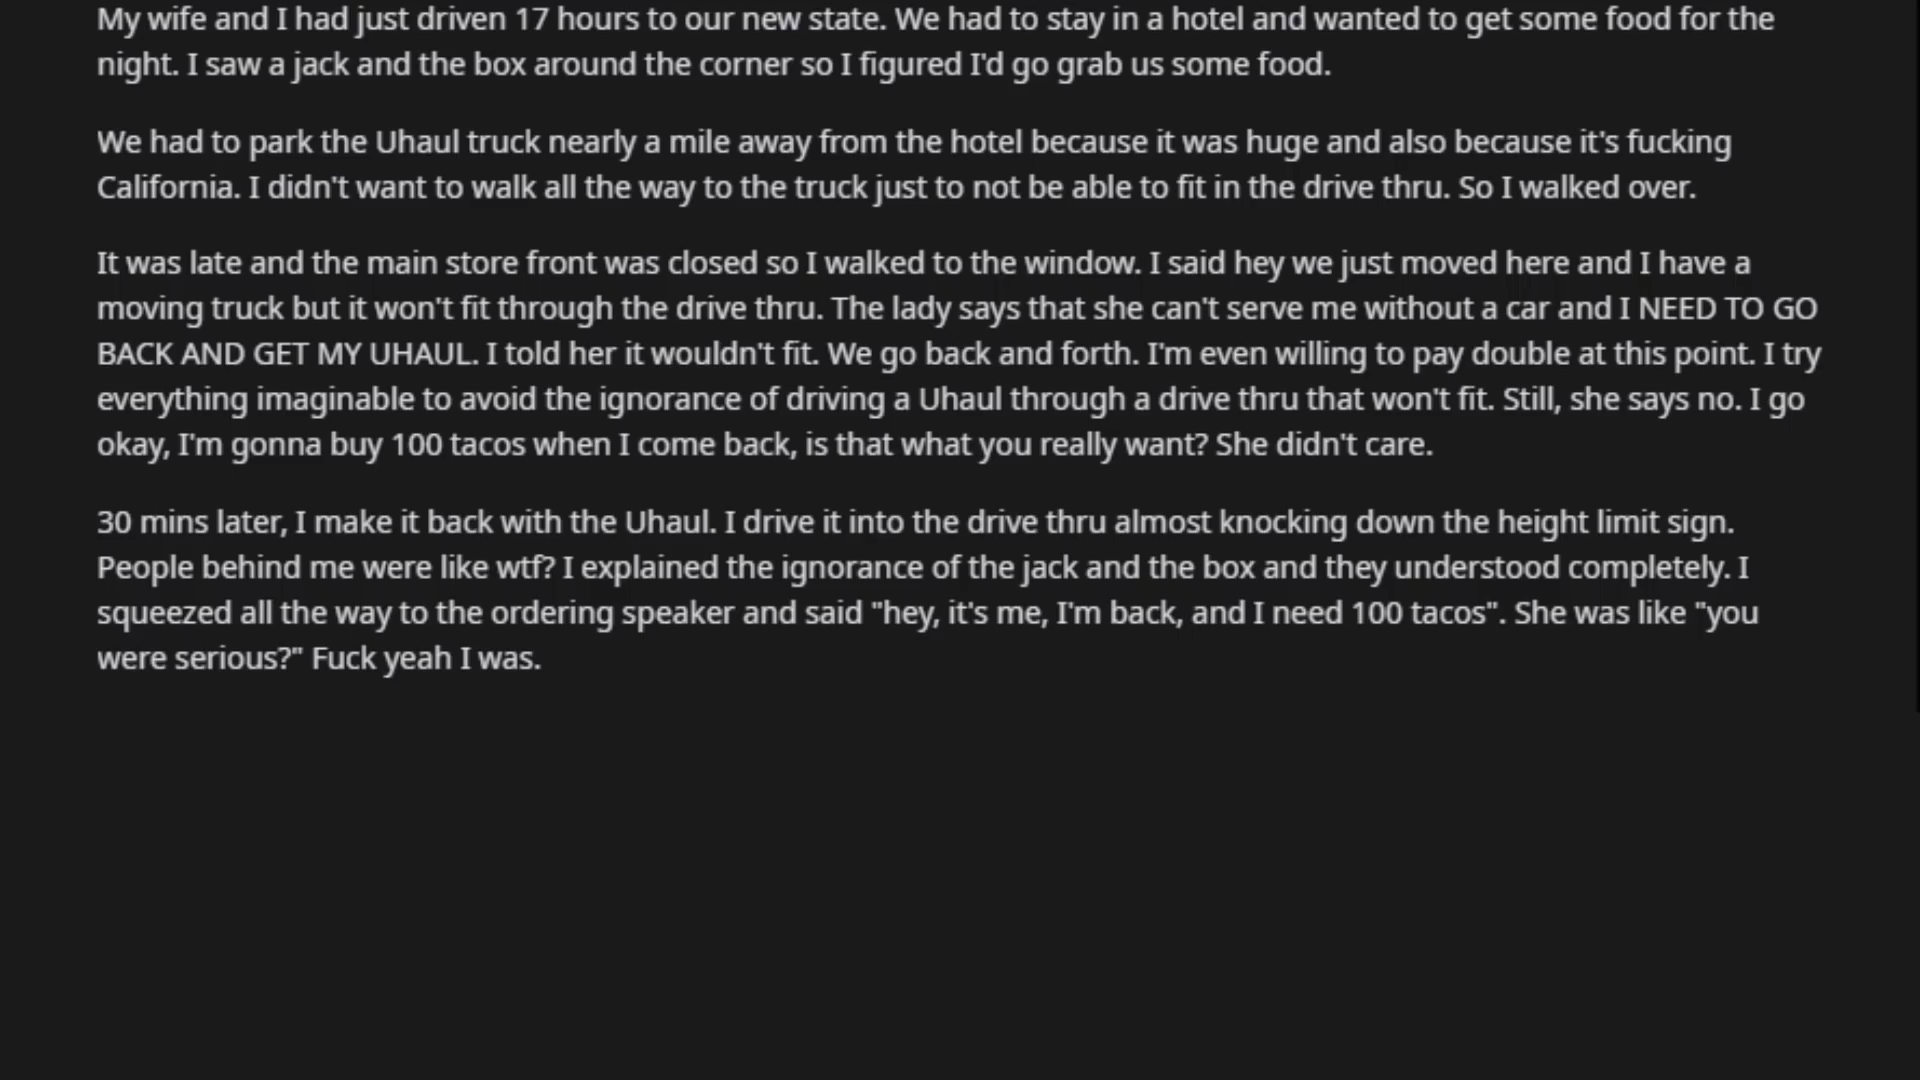 My wife and I had just driven 17 hours to our new state. We had to stay in a hotel and wanted to get some food for the
night. I saw a jack and the box around the corner so I figured I'd go grab us some food.
We had to park the Uhaul truck nearly a mile away from the hotel because it was huge and also because it's fucking
California. I didn't want to walk all the way to the truck just to not be able to fit in the drive thru. So I walked over.
It was late and the main store front was closed so I walked to the window. I said hey we just moved here and I have a
moving truck but it won't fit through the drive thru. The lady says that she can't serve me without a car and I NEED TO GO
BACK AND GET MY UHAUL. I told her it wouldn't fit. We go back and forth. I'm even willing to pay double at this point. I try
everything imaginable to avoid the ignorance of driving a Uhaul through a drive thru that won't fit. Still, she says no. I go
okay, I'm gonna buy 100 tacos when I come back, is that what you really want? She didn't care.
30 mins later, I make it back with the Uhaul. I drive it into the drive thru almost knocking down the height limit sign.
People behind me were like wtf? I explained the ignorance of the jack and the box and they understood completely. I
squeezed all the way to the ordering speaker and said "hey, it's me, I'm back, and I need 100 tacos". She was like "you
were serious?" Fuck yeah I was.